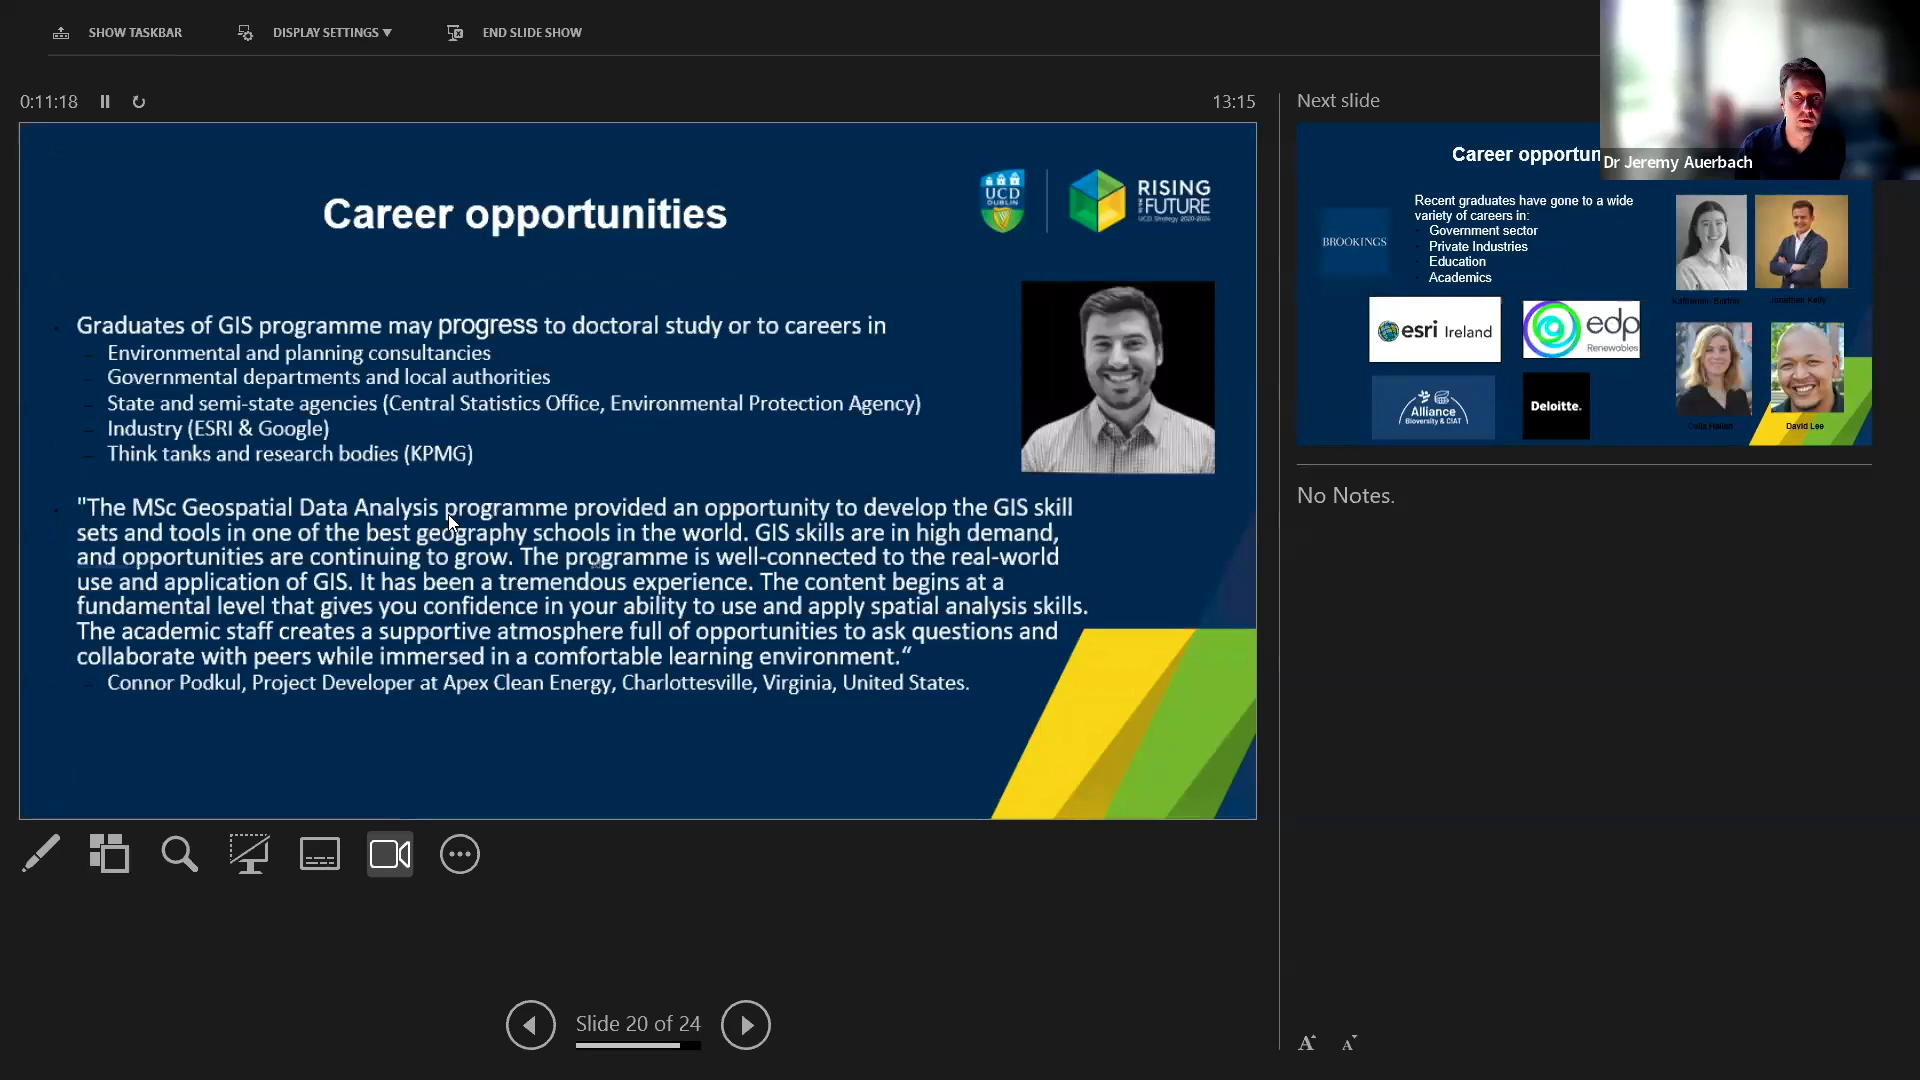 SHOW TASKBAR
DISPLAY SETTINGS ▼
END SLIDE SHOW
0:11:18
13:15
Next slide
Dr Jeremy Auerbach
Career opportunities
UCD
DUBLIN
RISING
FUTURE
UCD Strategy 2020-2024
Graduates of GIS programme may progress to doctoral study or to careers in
– Environmental and planning consultancies
– Governmental departments and local authorities
– State and semi-state agencies (Central Statistics Office, Environmental Protection Agency)
– Industry (ESRI & Google)
– Think tanks and research bodies (KPMG)
"The MSc Geospatial Data Analysis programme provided an opportunity to develop the GIS skill
sets and tools in one of the best geography schools in the world. GIS skills are in high demand,
and opportunities are continuing to grow. The programme is well-connected to the real-world
use and application of GIS. It has been a tremendous experience. The content begins at a
fundamental level that gives you confidence in your ability to use and apply spatial analysis skills.
The academic staff creates a supportive atmosphere full of opportunities to ask questions and
collaborate with peers while immersed in a comfortable learning environment.“
– Connor Podkul, Project Developer at Apex Clean Energy, Charlottesville, Virginia, United States.
Career opportun
Recent graduates have gone to a wide
variety of careers in:
Government sector
Private Industries
Education
Academics
BROOKINGS
esri Ireland
edp
Renewables
Alliance
Bioversity & CIAT
Deloitte.
Jonathan Kelly
David Lee
No Notes.
Slide 20 of 24
A
A